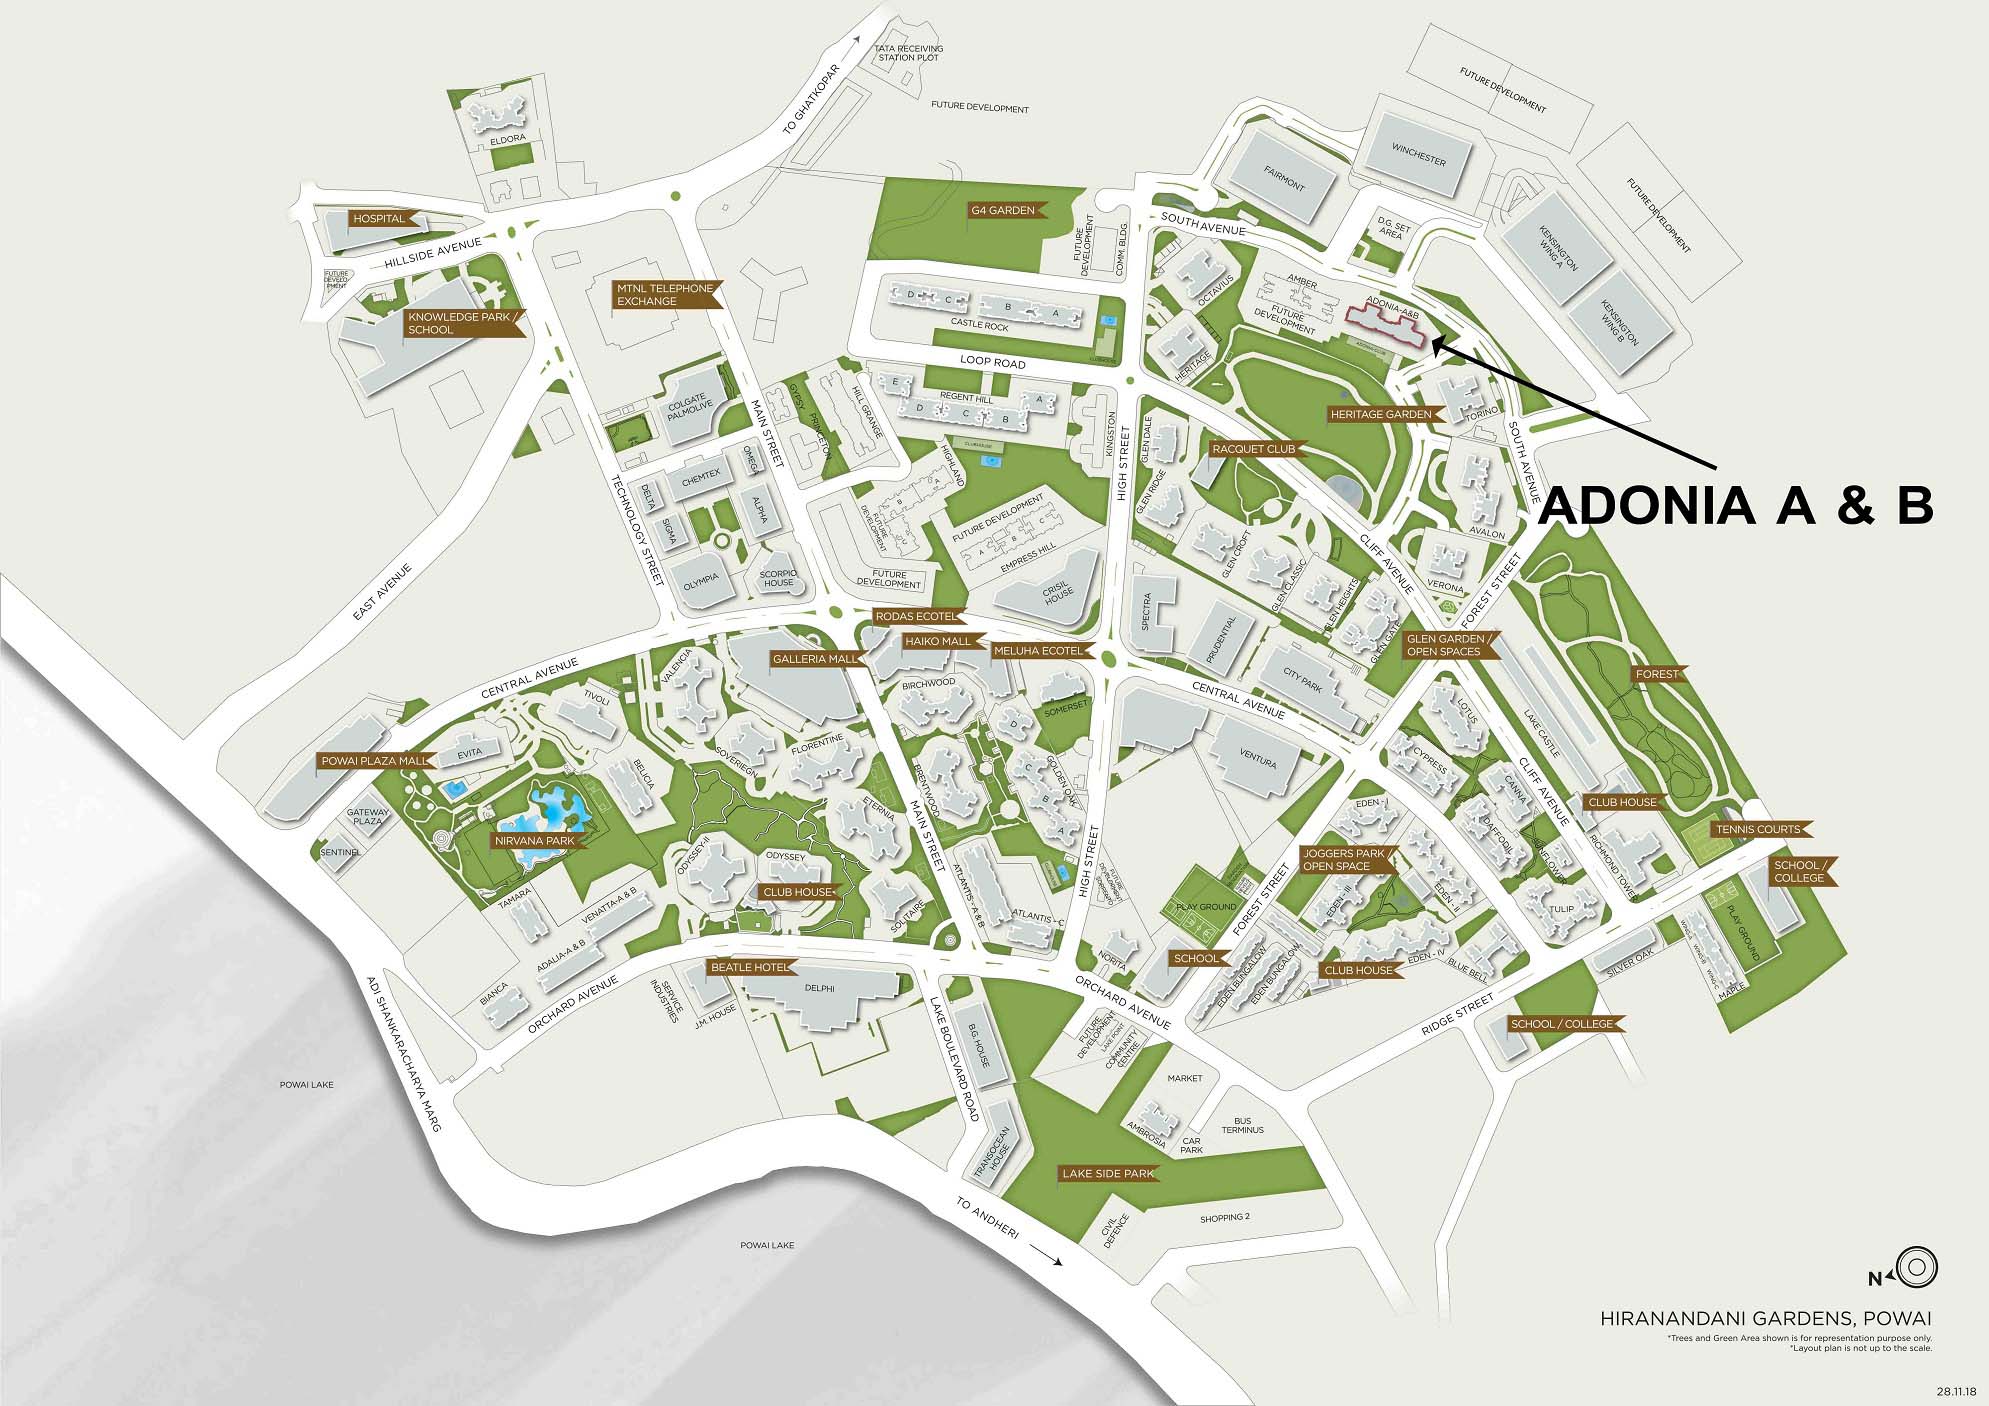 TATA RECEIVING
STATION PLOT
TO GHATKOPAR
FUTURE DEVELOPMENT
FUTURE DEVELOPMENT
FUTURE DEVELOPMENT
ELDORA
WINCHESTER
FAIRMONT
HOSPITAL
HILLSIDE AVENUE
FUTURE
DEVELO-
PMENT
G4 GARDEN
SOUTH AVENUE
D.G. SET
AREA
KENSINGTON
WING A
KENSINGTON
WING B
FUTURE
DEVELOPMENT
COMM. BLDG.
MTNL TELEPHONE
EXCHANGE
KNOWLEDGE PARK /
SCHOOL
OCTAVIUS
AMBER
FUTURE
DEVELOPMENT
ADONIA-A&B
ADONIA CLUB
D
C
B
A
CASTLE ROCK
CLUBHOUSE
LOOP ROAD
HERITAGE
HERITAGE GARDEN
TORINO
SOUTH AVENUE
ADONIA A & B
COLGATE
PALMOLIVE
MAIN STREET
GYPSY
PRINCETON
HILL GRANGE
E
REGENT HILL
D
C
B
A
CLUBHOUSE
KINGSTON
HIGH STREET
GLEN DALE
GLEN RIDGE
RACQUET CLUB
TECHNOLOGY STREET
CHEMTEX
OMEGA
DELTA
SIGMA
ALPHA
OLYMPIA
SCORPIO
HOUSE
HIGHLAND
B
A
FUTURE
DEVELOPMENT
FUTURE
DEVELOPMENT
FUTURE DEVELOPMENT
A
B
C
EMPRESS HILL
CRISIL
HOUSE
GLEN CROFT
GLEN CLASSIC
GLEN HEIGHTS
GLEN GATE
CLIFF AVENUE
AVALON
VERONA
FOREST STREET
EAST AVENUE
SPECTRA
PRUDENTIAL
CITY PARK
GLEN GARDEN /
OPEN SPACES
FOREST
RODAS ECOTEL
HAIKO MALL
MELUHA ECOTEL
GALLERIA MALL
CENTRAL AVENUE
VALENCIA
TIVOLI
BIRCHWOOD
SOMERSET
CENTRAL AVENUE
VENTURA
LOTUS
LAKE CASTLE
POWAI PLAZA MALL
EVITA
BELICIA
SOVEREIGN
FLORENTINE
BRENTWOOD
D
C
B
A
GOLDEN OAK
CYPRESS
CANNA
CLIFF AVENUE
CLUB HOUSE
TENNIS COURTS
GATEWAY
PLAZA
SENTINEL
NIRVANA PARK
ETERNIA
MAIN STREET
HIGH STREET
EDEN - I
DAFFODIL
SUNFLOWER
RICHMOND TOWER
SCHOOL /
COLLEGE
ODYSSEY-II
ODYSSEY
CLUB HOUSE
ATLANTIS - A & B
ATLANTIS - C
CLUBHOUSE
JOGGERS PARK /
OPEN SPACE
EDEN III
EDEN - II
TULIP
PLAY GROUND
PLAY GROUND
FOREST STREET
TAMARA
VENATTA-A & B
ADALIA-A & B
SOLITAIRE
NORITA
SCHOOL
EDEN BUNGALOW
EDEN BUNGALOW
CLUB HOUSE
EDEN - IV
BLUE BELL
SILVER OAK
WING-A
WING-B
WING-C
MAPLE
BIANCA
ORCHARD AVENUE
SERVICE
INDUSTRIES
BEATLE HOTEL
J.M. HOUSE
DELPHI
LAKE BOULEVARD ROAD
B.G. HOUSE
ORCHARD AVENUE
FUTURE
DEVELOPMENT
LAKE POINT
COMMUNITY
CENTRE
RIDGE STREET
SCHOOL / COLLEGE
ADI SHANKARACHARYA MARG
POWAI LAKE
MARKET
AMBROSIA
CAR
PARK
BUS
TERMINUS
TRANSOCEAN
HOUSE
LAKE SIDE PARK
TO ANDHERI
CIVIL
DEFENCE
SHOPPING 2
POWAI LAKE
N
HIRANANDANI GARDENS, POWAI
*Trees and Green Area shown is for representation purpose only.
*Layout plan is not up to the scale.
28.11.18